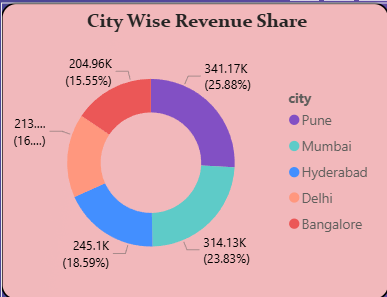 City Wise Revenue Share
204.96K
(15.55%)
341.17K
(25.88%)
213....
(16....)
city
Pune
Mumbai
Hyderabad
Delhi
Bangalore
245.1K
(18.59%)
314.13K
(23.83%)